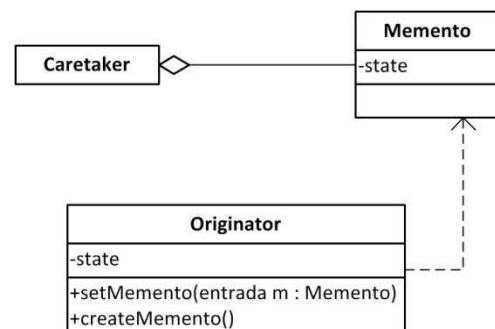 Memento
-state
Caretaker
Originator
-state
+setMemento(entrada m : Memento)
+createMemento()